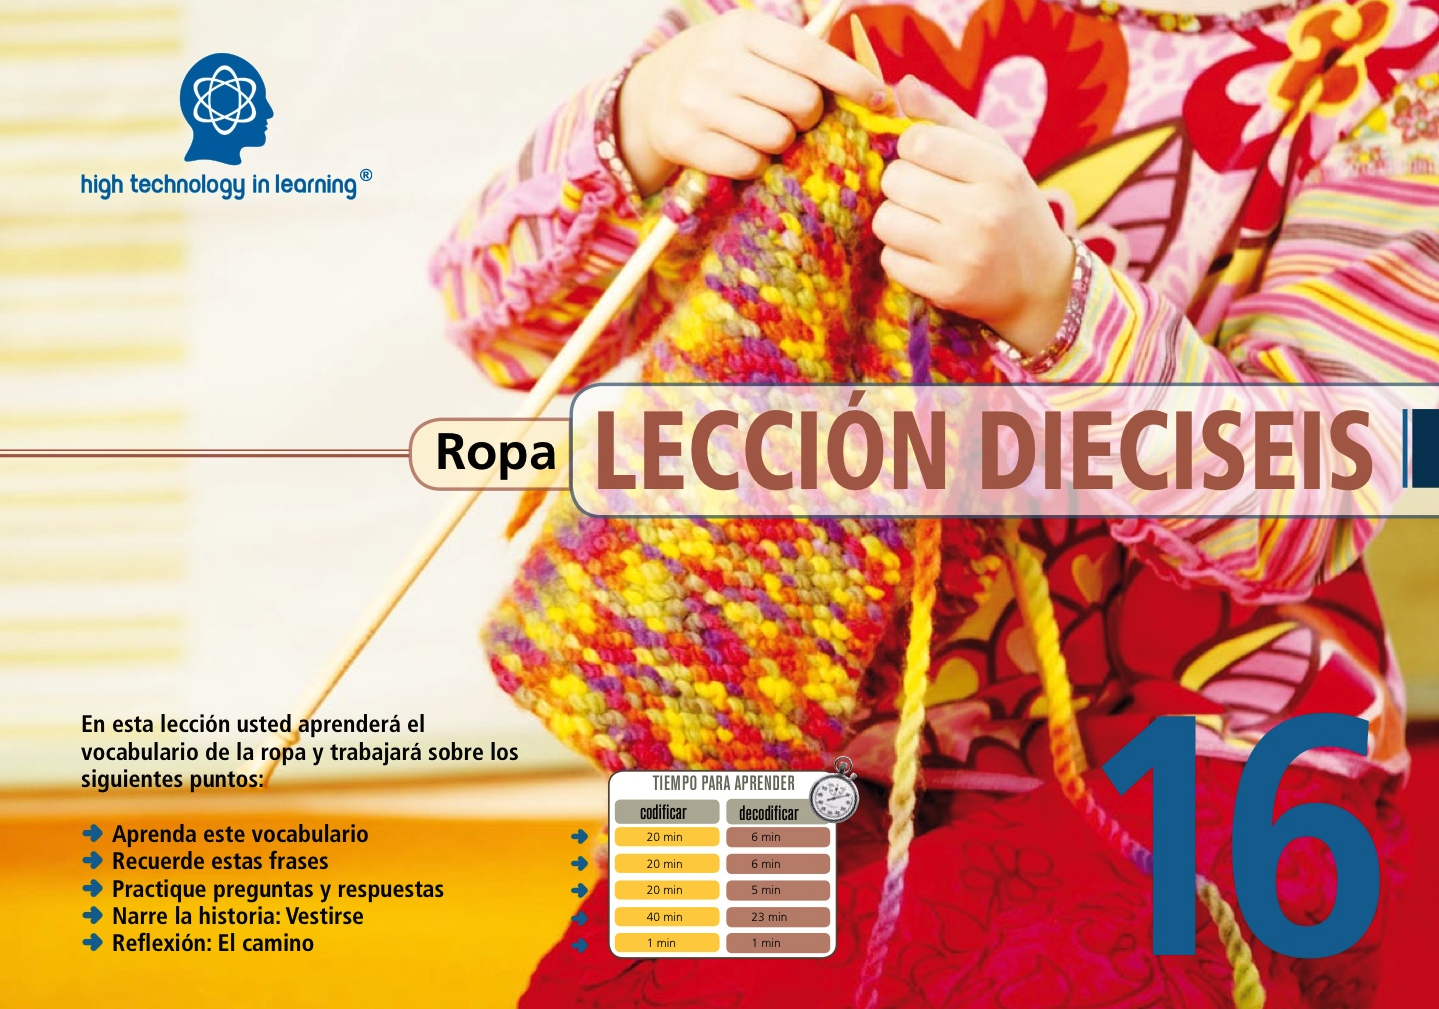 high technology in learning®
Ropa
LECCIÓN DIECISEIS
En esta lección usted aprenderá el
vocabulario de la ropa y trabajará sobre los
siguientes puntos:
Aprenda este vocabulario
Recuerde estas frases
Practique preguntas y respuestas
Narre la historia: Vestirse
Reflexión: El camino
TIEMPO PARA APRENDER
codificar decodificar
20 min 6 min
20 min 6 min
20 min 5 min
40 min 23 min
1 min 1 min
16